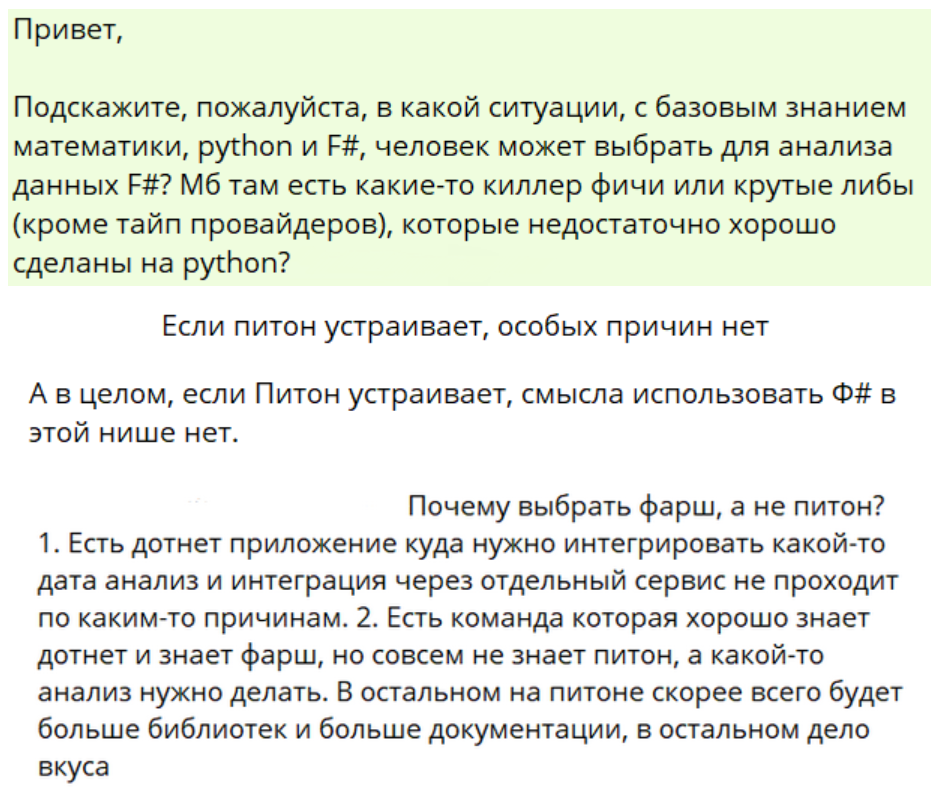 Привет,
Подскажите, пожалуйста, в какой ситуации, с базовым знанием
математики, python и F#, человек может выбрать для анализа
данных F#? Мб там есть какие-то киллер фичи или крутые либы
(кроме тайп провайдеров), которые недостаточно хорошо
сделаны на python?
Если питон устраивает, особых причин нет
А в целом, если Питон устраивает, смысла использовать Ф# в
этой нише нет.
Почему выбрать фарш, а не питон?
1. Есть дотнет приложение куда нужно интегрировать какой-то
дата анализ и интеграция через отдельный сервис не проходит
по каким-то причинам. 2. Есть команда которая хорошо знает
дотнет и знает фарш, но совсем не знает питон, а какой-то
анализ нужно делать. В остальном на питоне скорее всего будет
больше библиотек и больше документации, в остальном дело
вкуса